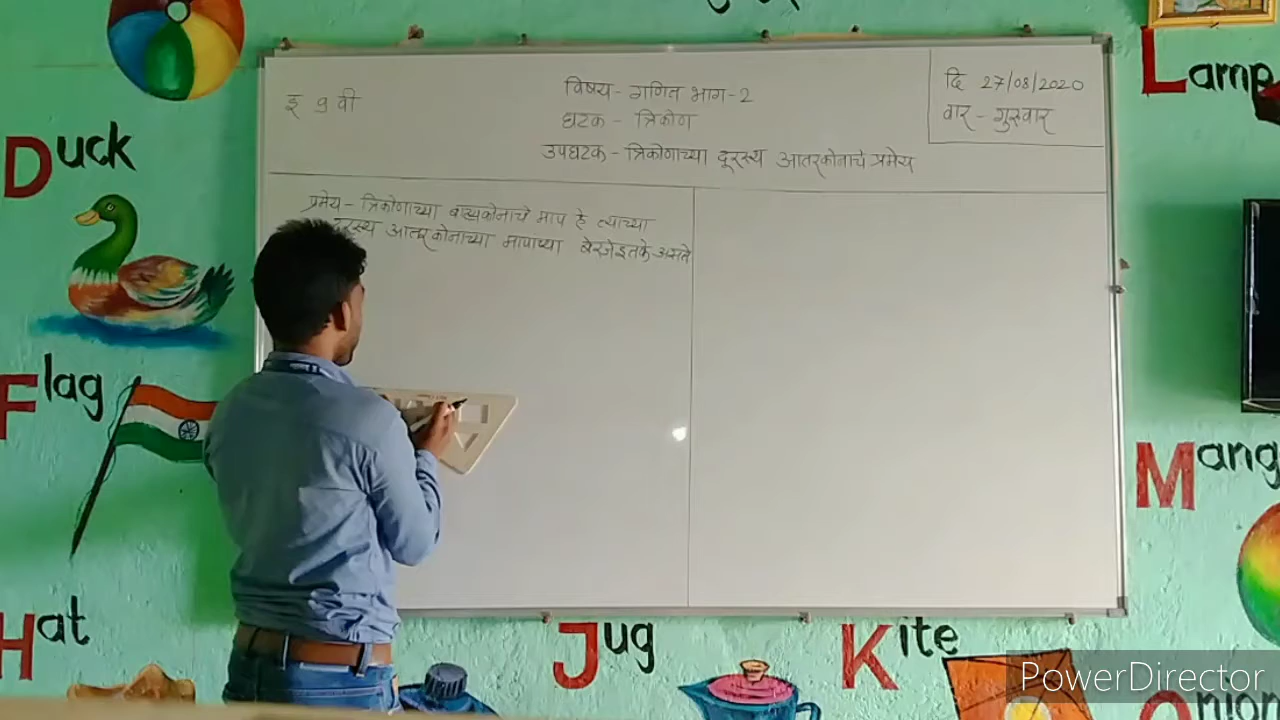 इ ९ वी
विषय - गणित भाग-2
घटक - त्रिकोण
उपघटक - त्रिकोणाच्या दूरस्थ आंतरकोनाचे प्रमेय
दि 27/08/2020
वार - गुरुवार
प्रमेय - त्रिकोणाच्या बाह्यकोनाचे माप हे त्याच्या
दूरस्थ आंतरकोनाच्या मापाच्या बेरजेइतके असते
Duck
Flag
Hat
Jug
Kite
Lamp
Mang
Onion
PowerDirector